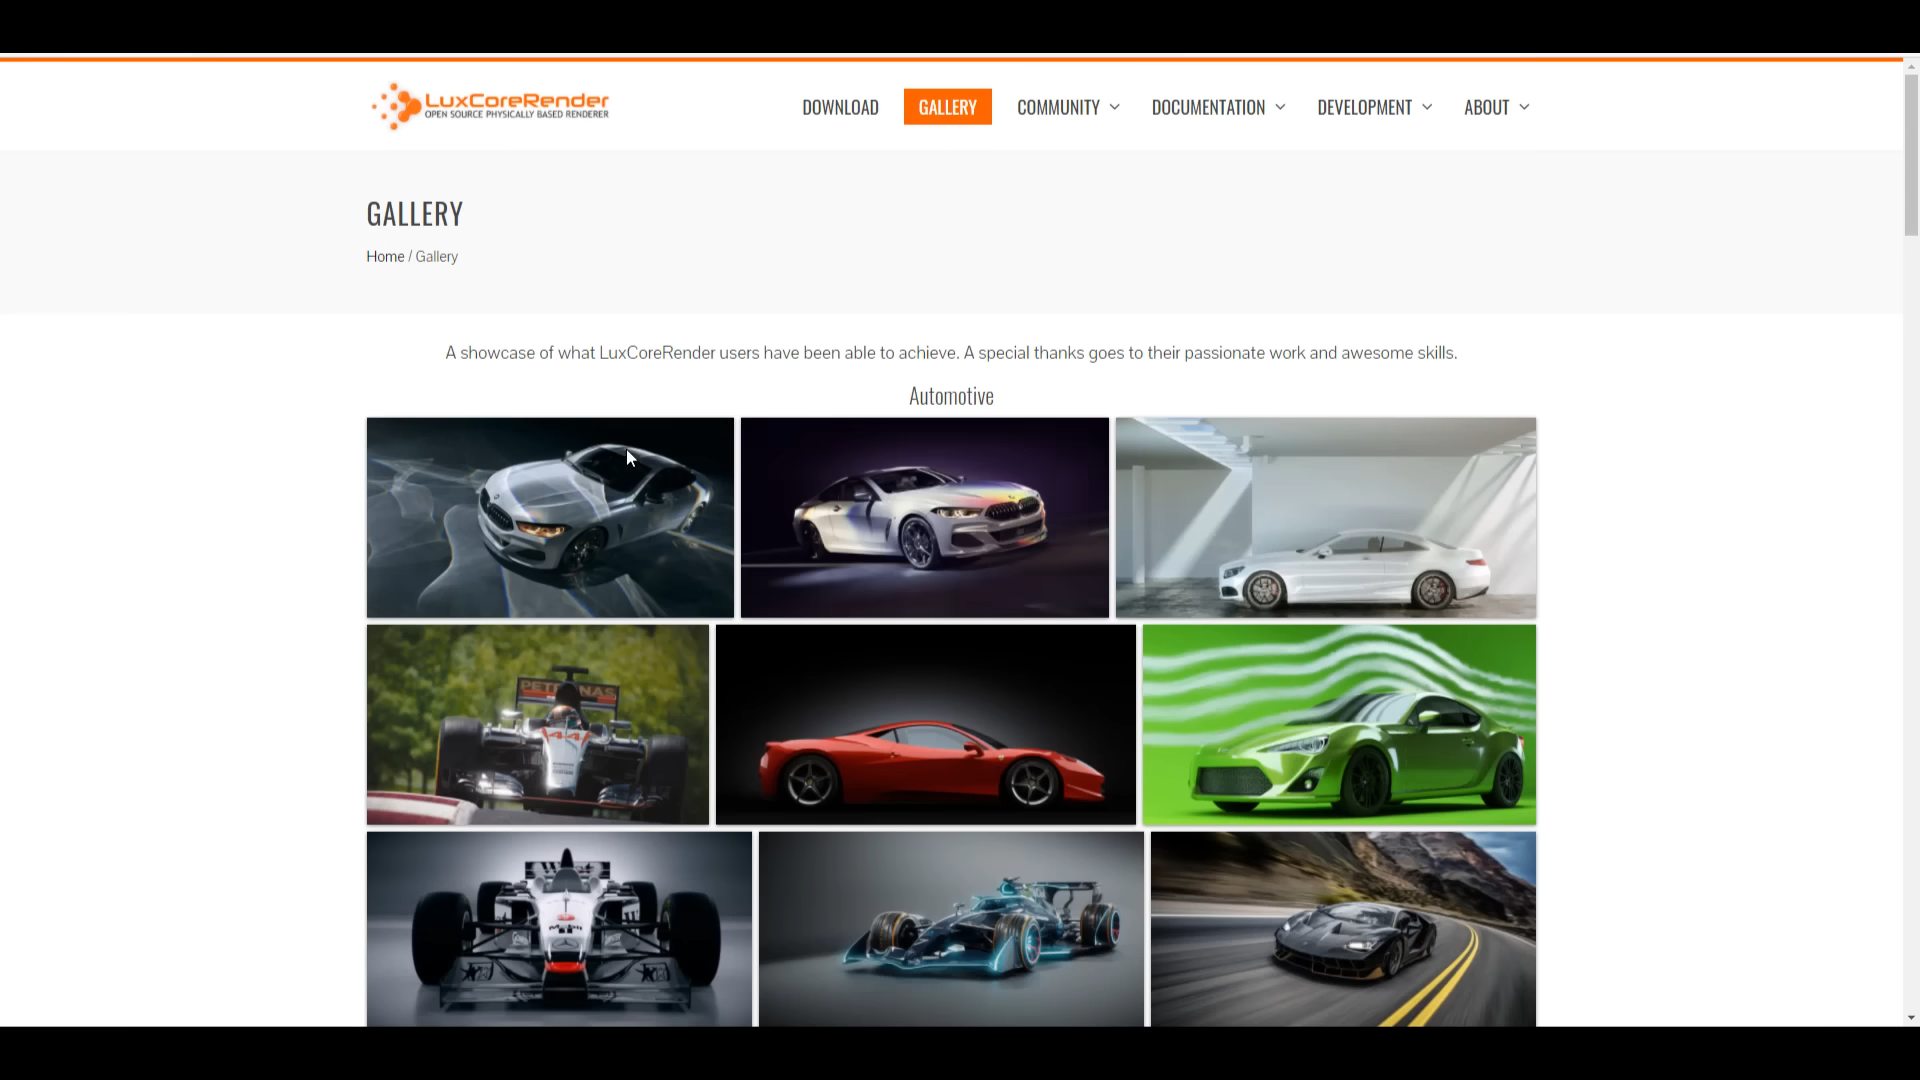 LuxCoreRender
OPEN SOURCE PHYSICALLY BASED RENDERER
DOWNLOAD
GALLERY
COMMUNITY
DOCUMENTATION
DEVELOPMENT
ABOUT
GALLERY
Home / Gallery
A showcase of what LuxCoreRender users have been able to achieve. A special thanks goes to their passionate work and awesome skills.
Automotive
PETRONAS
44